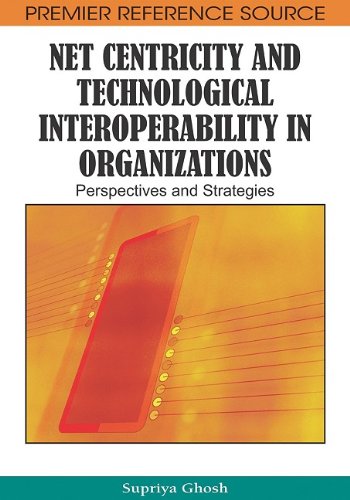 PREMIER REFERENCE SOURCE
NET CENTRICITY AND
TECHNOLOGICAL
INTEROPERABILITY IN
ORGANIZATIONS
Perspectives and Strategies
Supriya Ghosh